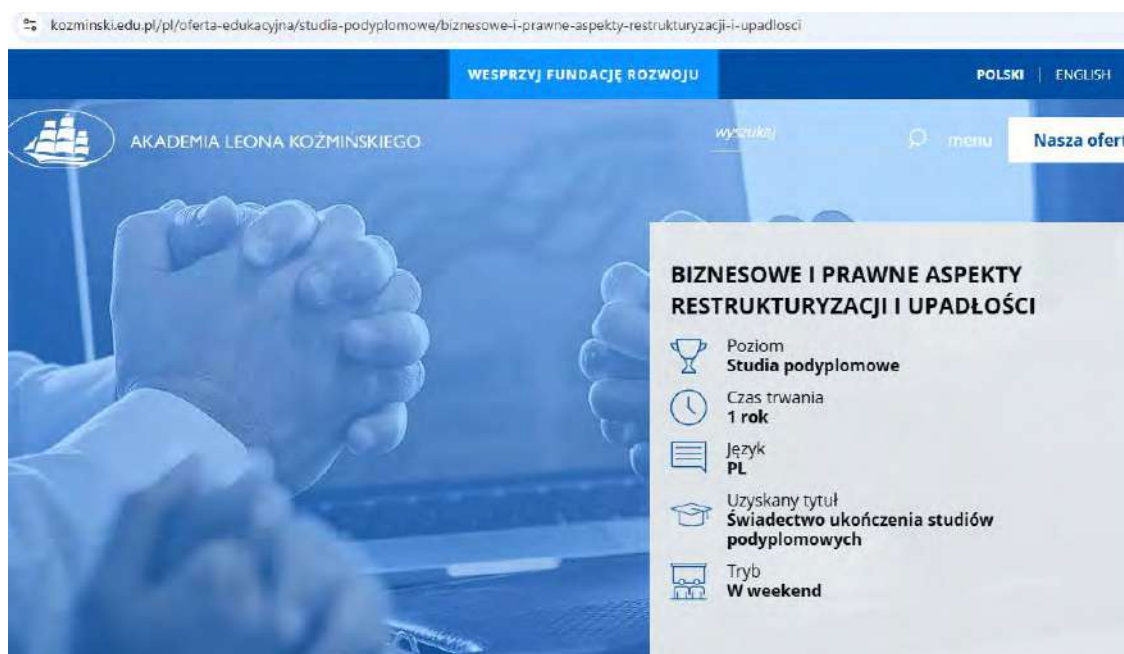 kozminski.edu.pl/pl/oferta-edukacyjna/studia-podyplomowe/biznesowe-i-prawne-aspekty-restrukturyzacji-i-upadlosci
WESPRZYJ FUNDACJĘ ROZWOJU
POLSKI | ENGLISH
AKADEMIA LEONA KOŹMIŃSKIEGO
wyszukaj
menu
Nasza ofert
BIZNESOWE I PRAWNE ASPEKTY
RESTRUKTURYZACJI I UPADŁOŚCI
Poziom
Studia podyplomowe
Czas trwania
1 rok
Język
PL
Uzyskany tytuł
Świadectwo ukończenia studiów
podyplomowych
Tryb
W weekend